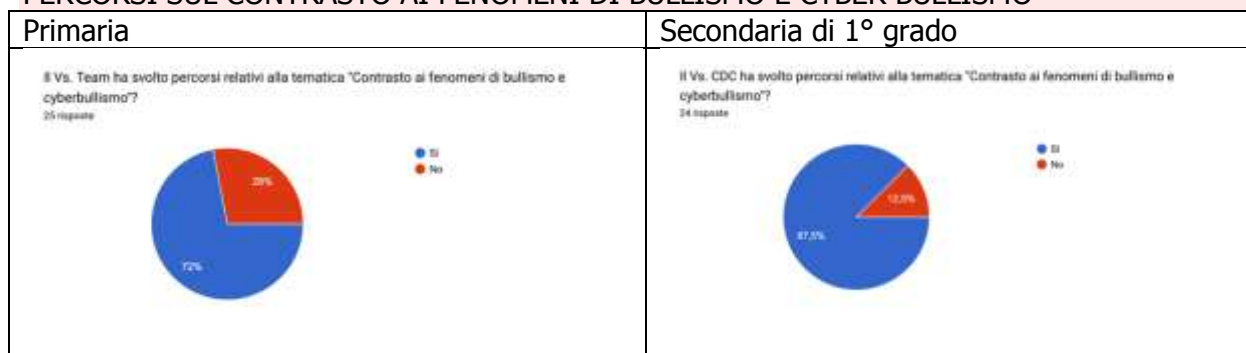 PERCORSI SUL CONTRASTO AI FENOMENI DI BULLISMO E CYBER BULLISMO
Primaria
Il Vs. Team ha svolto percorsi relativi alla tematica "Contrasto ai fenomeni di bullismo e
cyberbullismo"?
25 risposte
Sì
No
28%
72%
Secondaria di 1° grado
Il Vs. CDC ha svolto percorsi relativi alla tematica "Contrasto ai fenomeni di bullismo e
cyberbullismo"?
24 risposte
Sì
No
12,5%
87,5%